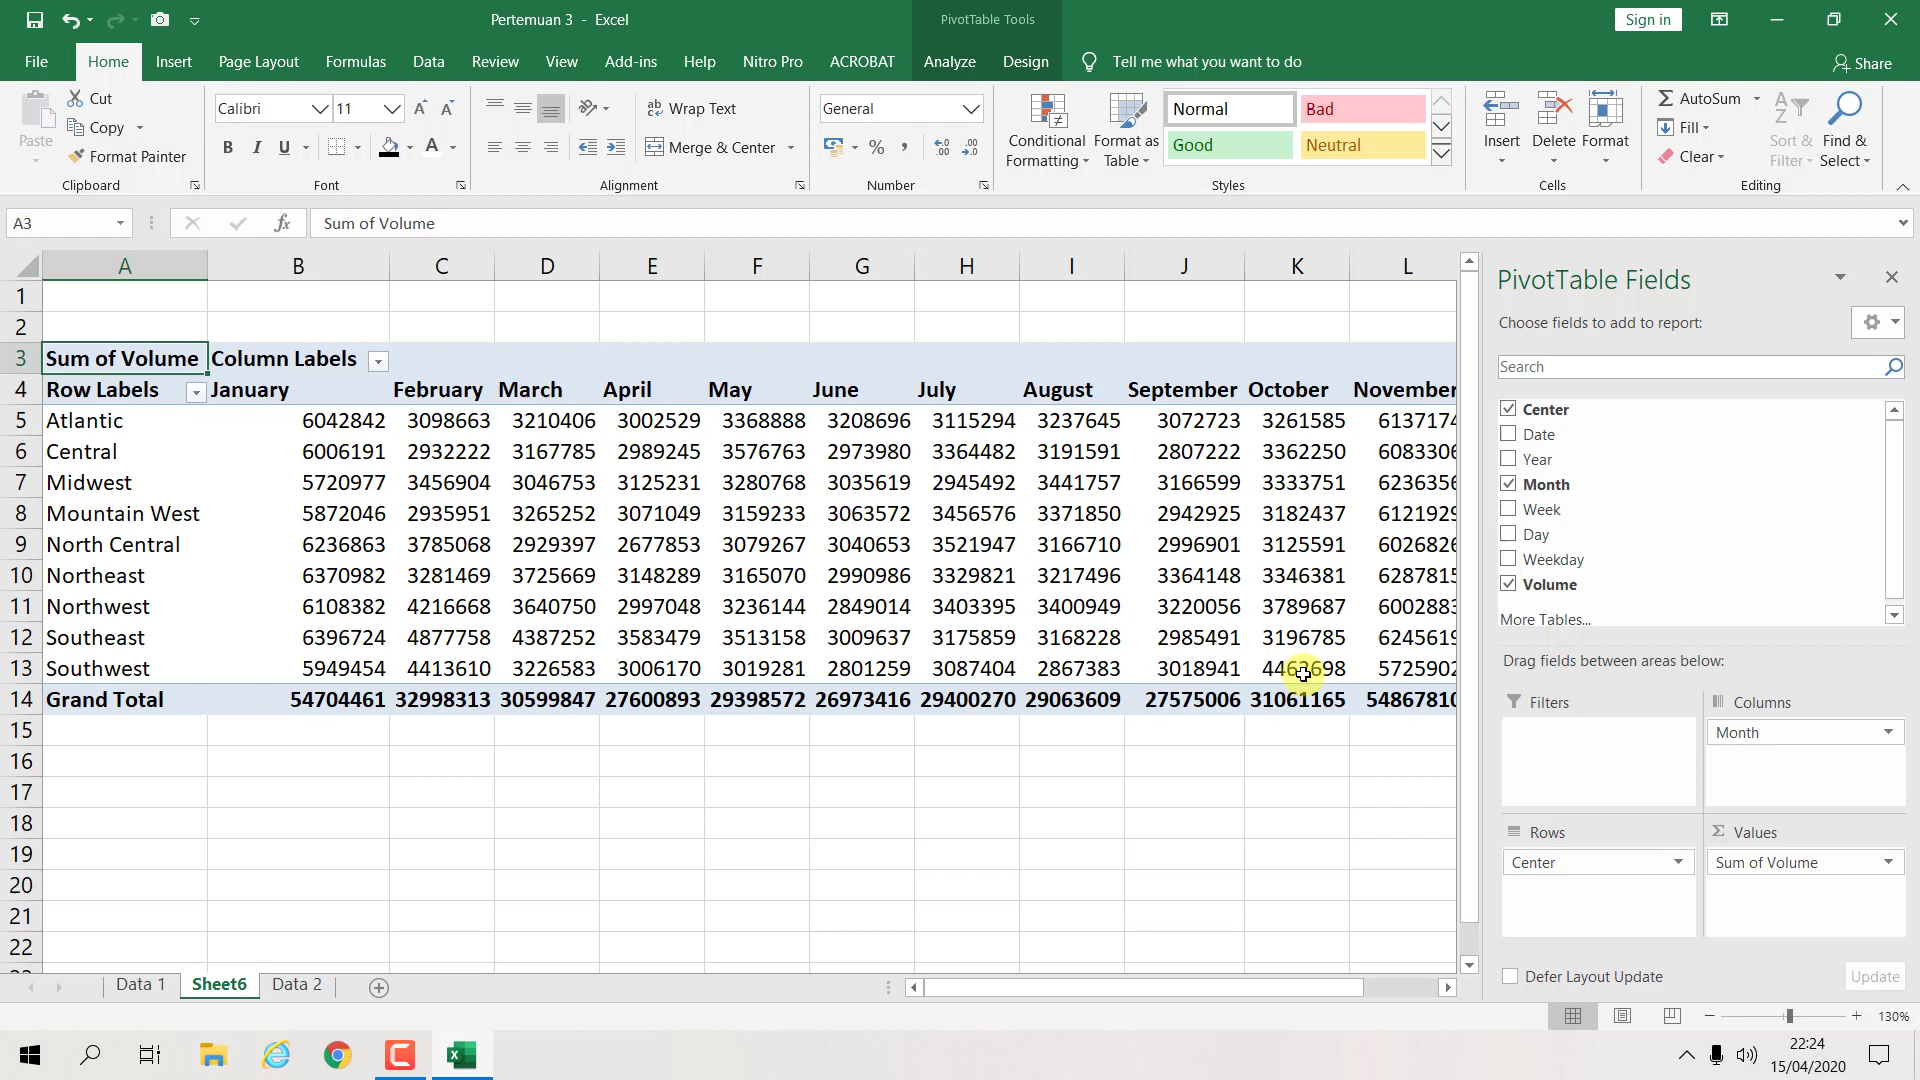 Pertemuan 3 - Excel
PivotTable Tools
Sign in
File Home Insert Page Layout Formulas Data Review View Add-ins Help Nitro Pro ACROBAT Analyze Design Tell me what you want to do Share
Paste
Cut
Copy
Format Painter
Clipboard
Calibri 11
B I U
Font
Wrap Text
Merge & Center
Alignment
General
Number
Conditional Formatting
Format as Table
Normal Bad
Good Neutral
Styles
Insert Delete Format
Cells
AutoSum
Fill
Clear
Sort & Filter
Find & Select
Editing
A3 fx Sum of Volume
A B C D E F G H I J K L
1
2
3 Sum of Volume Column Labels
4 Row Labels January February March April May June July August September October November
5 Atlantic 6042842 3098663 3210406 3002529 3368888 3208696 3115294 3237645 3072723 3261585 6137174
6 Central 6006191 2932222 3167785 2989245 3576763 2973980 3364482 3191591 2807222 3362250 6083306
7 Midwest 5720977 3456904 3046753 3125231 3280768 3035619 2945492 3441757 3166599 3333751 6236356
8 Mountain West 5872046 2935951 3265252 3071049 3159233 3063572 3456576 3371850 2942925 3182437 6121929
9 North Central 6236863 3785068 2929397 2677853 3079267 3040653 3521947 3166710 2996901 3125591 6026826
10 Northeast 6370982 3281469 3725669 3148289 3165070 2990986 3329821 3217496 3364148 3346381 6287815
11 Northwest 6108382 4216668 3640750 2997048 3236144 2849014 3403395 3400949 3220056 3789687 6002883
12 Southeast 6396724 4877758 4387252 3583479 3513158 3009637 3175859 3168228 2985491 3196785 6245619
13 Southwest 5949454 4413610 3226583 3006170 3019281 2801259 3087404 2867383 3018941 5725902
14 Grand Total 54704461 32998313 30599847 27600893 29398572 26973416 29400270 29063609 27575006 31061165 54867810
15
16
17
18
19
20
21
22
PivotTable Fields
Choose fields to add to report:
Search
Center
Date
Year
Month
Week
Day
Weekday
Volume
More Tables...
Drag fields between areas below:
Filters
Columns
Month
Rows
Center
Values
Sum of Volume
Defer Layout Update Update
Data 1 Sheet6 Data 2
130%
22:24
15/04/2020